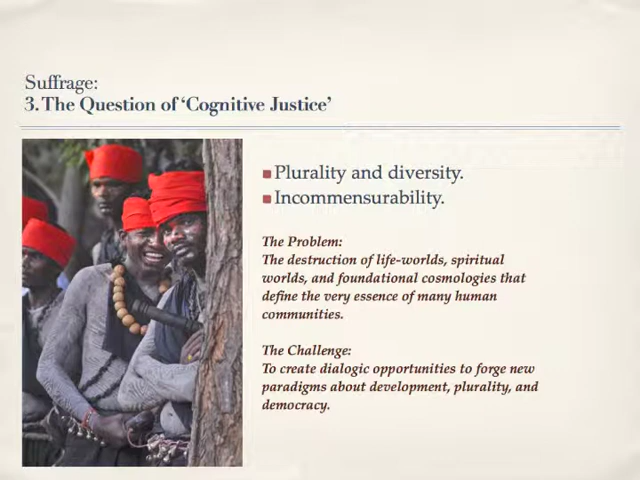 Suffrage:
3. The Question of ‘Cognitive Justice’
Plurality and diversity.
Incommensurability.
The Problem:
The destruction of life-worlds, spiritual
worlds, and foundational cosmologies that
define the very essence of many human
communities.
The Challenge:
To create dialogic opportunities to forge new
paradigms about development, plurality, and
democracy.